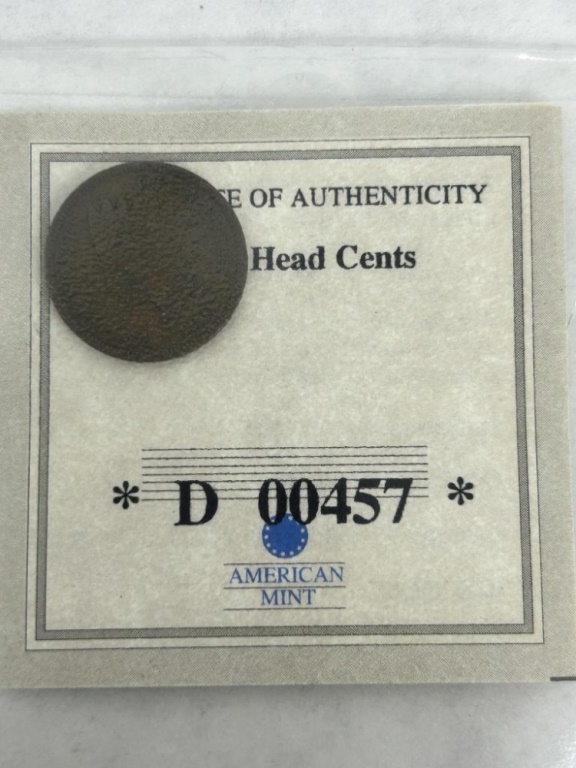 E OF AUTHENTICITY
Head Cents
* D 00457 *
AMERICAN
MINT